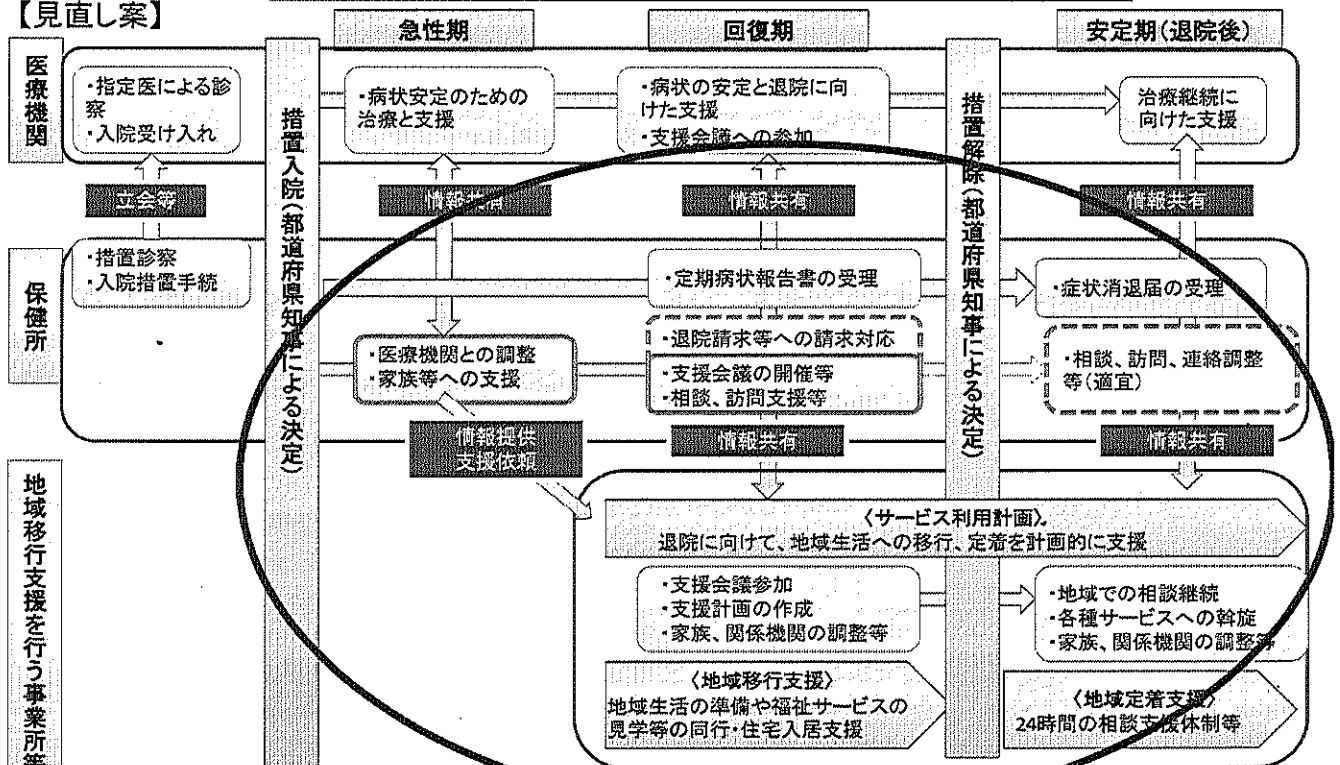 【見直し案】
急性期
回復期
安定期(退院後)
医療機関
・指定医による診
察
・入院受け入れ
措置入院(都道府県知事による決定)
・病状安定のための
治療と支援
・病状の安定と退院に向
けた支援
・支援会議への参加
措置解除(都道府県知事による決定)
治療継続に
向けた支援
立会等
情報共有
情報共有
情報共有
保健所
・措置診察
・入院措置手続
・定期病状報告書の受理
・症状消退届の受理
・医療機関との調整
・家族等への支援
・退院請求等への請求対応
・支援会議の開催等
・相談、訪問支援等
・相談、訪問、連絡調整
等(適宜)
情報提供
支援依頼
情報共有
情報共有
地域移行支援を行う事業所等
〈サービス利用計画〉
退院に向けて、地域生活への移行、定着を計画的に支援
・支援会議参加
・支援計画の作成
・家族、関係機関の調整等
・地域での相談継続
・各種サービスへの斡旋
・家族、関係機関の調整等
〈地域移行支援〉
地域生活の準備や福祉サービスの
見学等の同行・住宅入居支援
〈地域定着支援〉
24時間の相談支援体制等